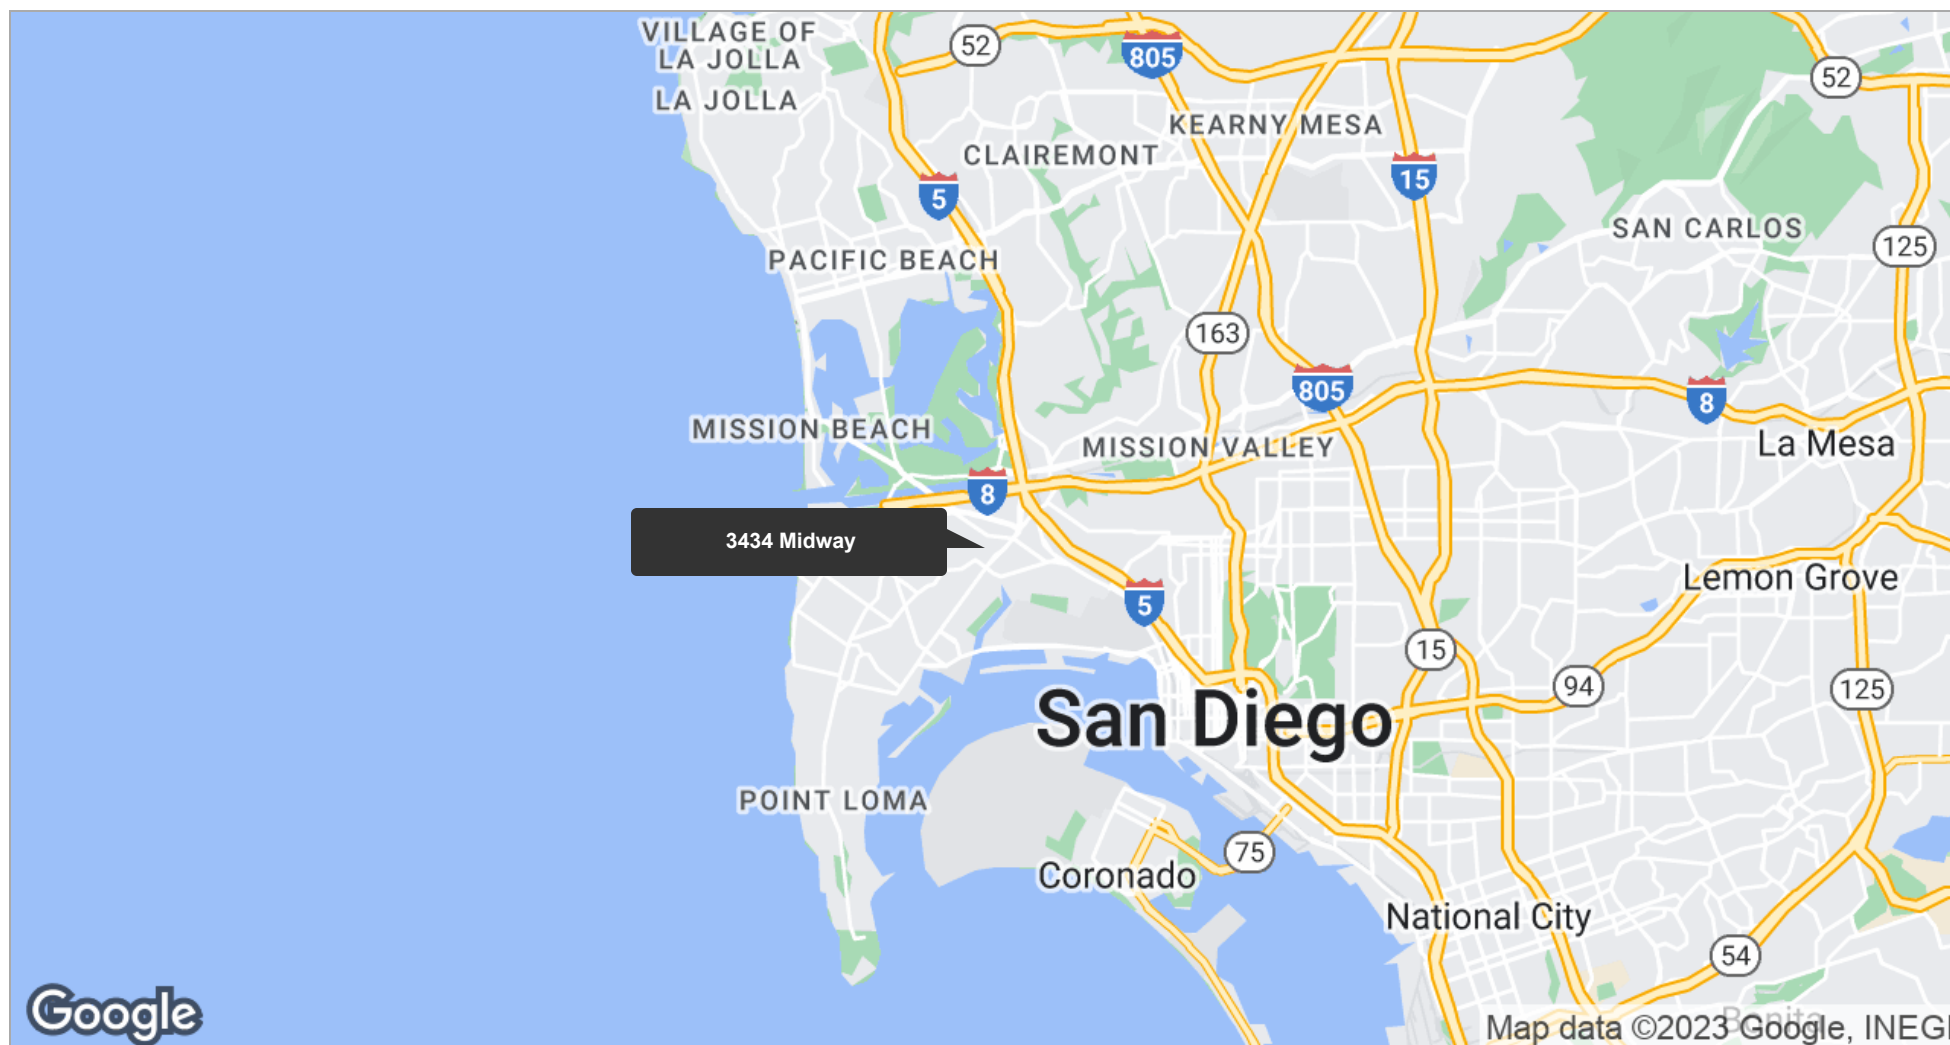 VILLAGE OF
LA JOLLA
LA JOLLA
52
805
52
KEARNY MESA
CLAIREMONT
15
5
SAN CARLOS
125
PACIFIC BEACH
163
805
8
MISSION BEACH
MISSION VALLEY
La Mesa
8
3434 Midway
Lemon Grove
5
15
94
125
San Diego
POINT LOMA
75
Coronado
National City
54
Bonita
Google
Map data ©2023 Google, INEGI